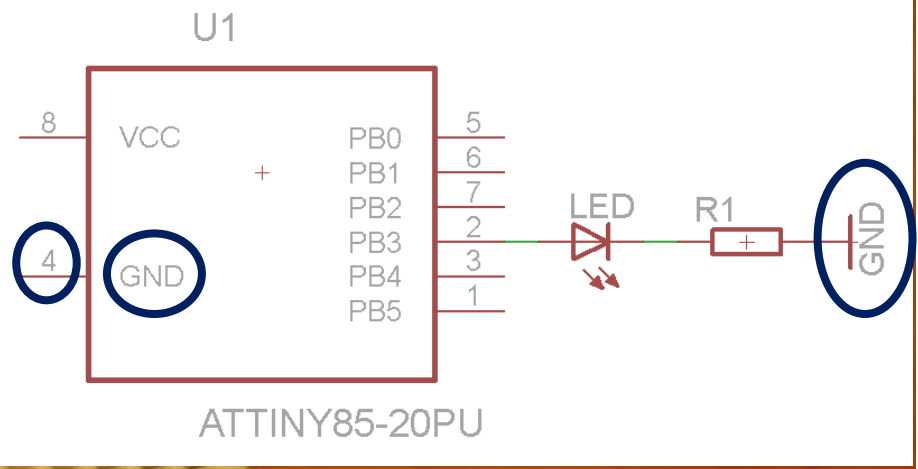 U1
8 VCC PB0 5
PB1 6
PB2 7
LED R1
PB3 2 GND
4 GND PB4 3
PB5 1
ATTINY85-20PU